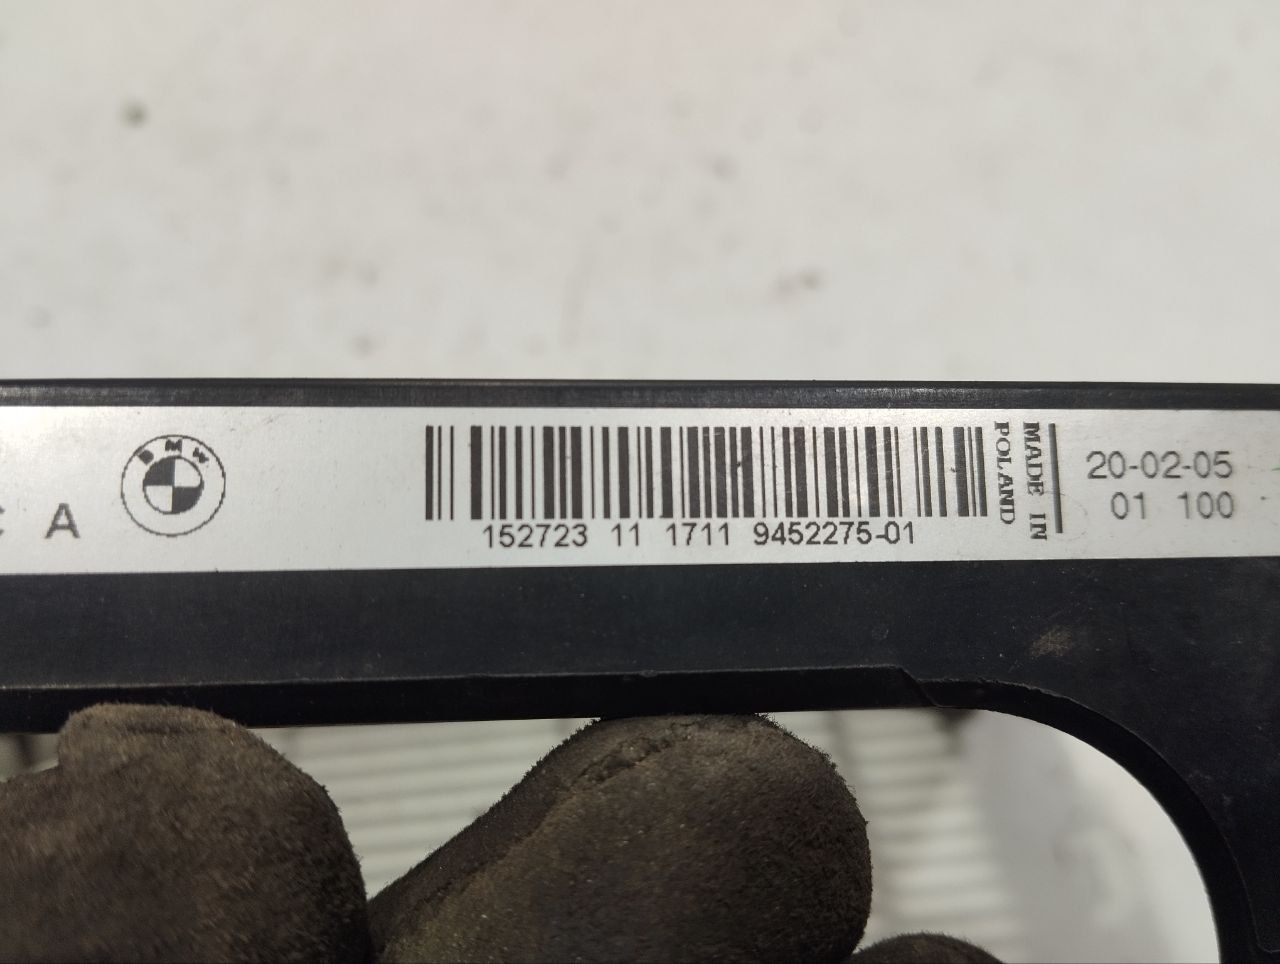 C A
BMW
152723 11 1711 9452275-01
MADE IN
POLAND
20-02-05
01 100